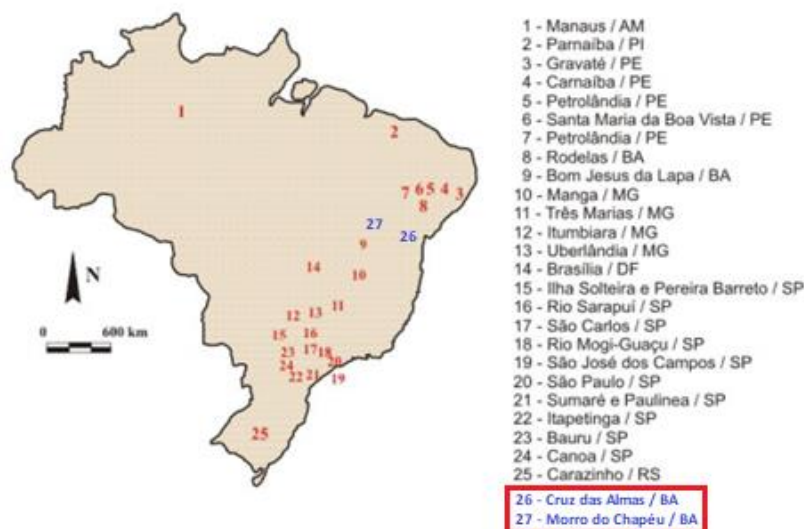 1
2
6 5 4
7 3
8
27
26
9
14
10
N
11
12 13
0 600 km
15 16
23 17 18
24 20
22 21 19
25
1 - Manaus / AM
2 - Parnaíba / PI
3 - Gravaté / PE
4 - Carnaíba / PE
5 - Petrolândia / PE
6 - Santa Maria da Boa Vista / PE
7 - Petrolândia / PE
8 - Rodelas / BA
9 - Bom Jesus da Lapa / BA
10 - Manga / MG
11 - Três Marias / MG
12 - Itumbiara / MG
13 - Uberlândia / MG
14 - Brasília / DF
15 - Ilha Solteira e Pereira Barreto / SP
16 - Rio Sarapuí / SP
17 - São Carlos / SP
18 - Rio Mogi-Guaçu / SP
19 - São José dos Campos / SP
20 - São Paulo / SP
21 - Sumaré e Paulinea / SP
22 - Itapetinga / SP
23 - Bauru / SP
24 - Canoa / SP
25 - Carazinho / RS
26 - Cruz das Almas / BA
27 - Morro do Chapéu / BA